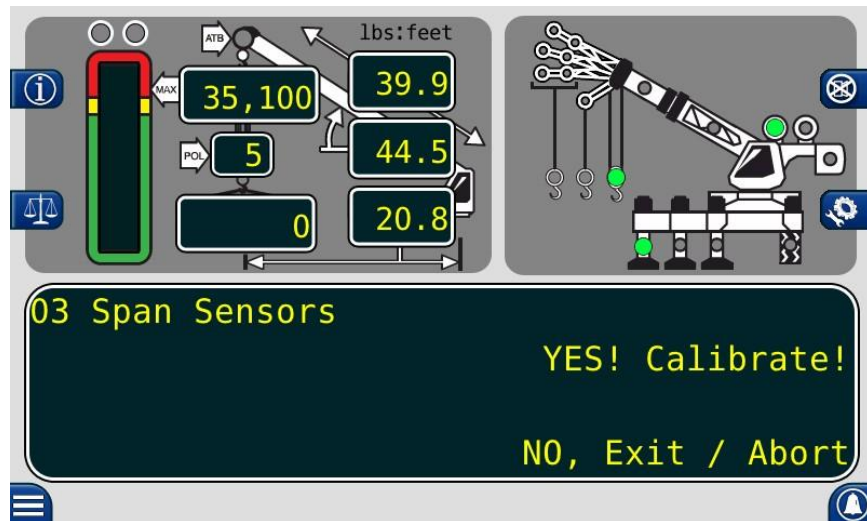 lbs:feet
ATB
MAX
35,100
39.9
POL
5
44.5
0
20.8
03 Span Sensors
YES! Calibrate!
NO, Exit / Abort